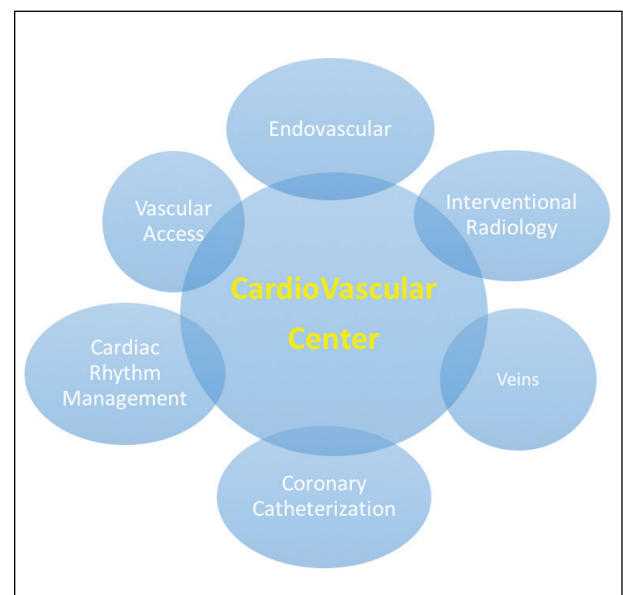 Endovascular
Interventional
Radiology
Vascular
Access
CardioVascular
Center
Cardiac
Rhythm
Management
Veins
Coronary
Catheterization